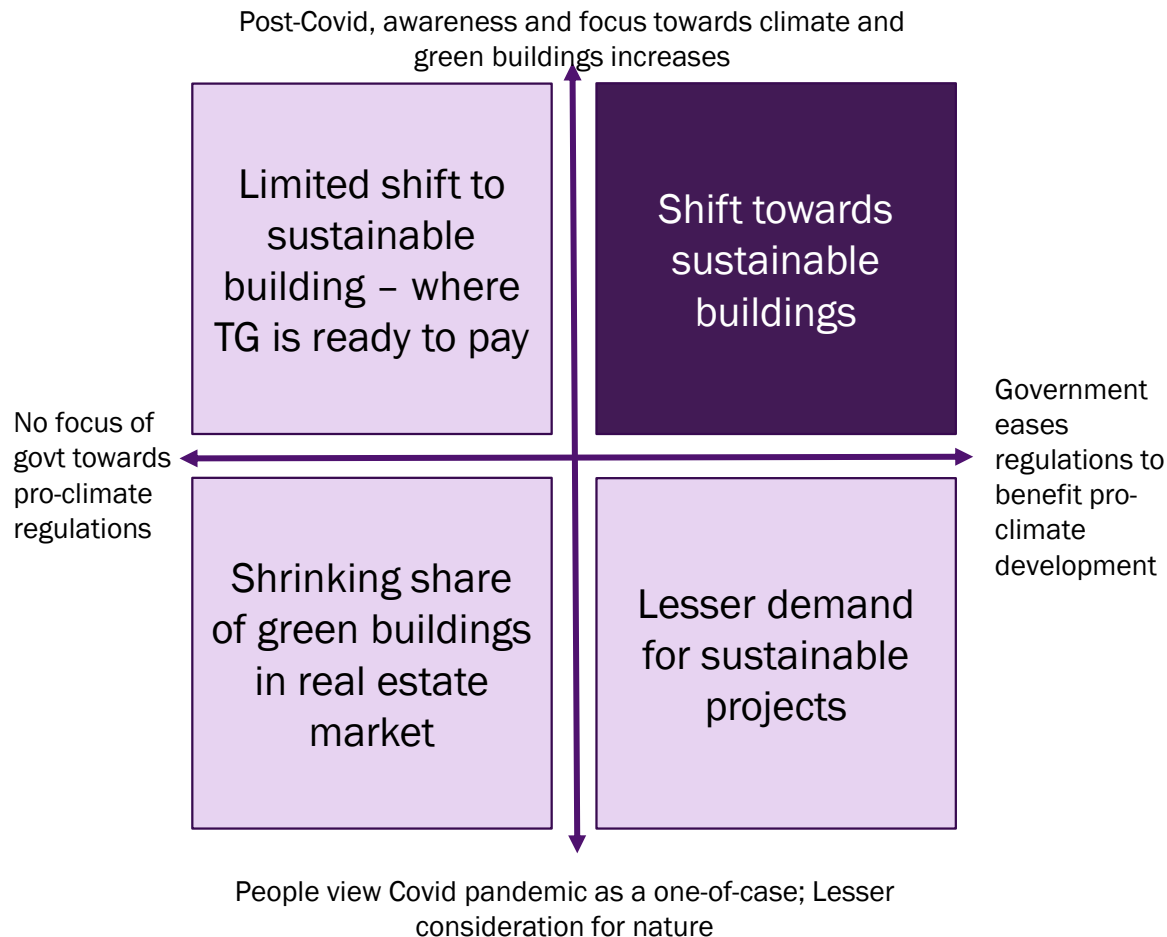 Post-Covid, awareness and focus towards climate and
green buildings increases
Limited shift to
sustainable
building – where
TG is ready to pay
Shift towards
sustainable
buildings
No focus of
govt towards
pro-climate
regulations
Government
eases
regulations to
benefit pro-
climate
development
Shrinking share
of green buildings
in real estate
market
Lesser demand
for sustainable
projects
People view Covid pandemic as a one-of-case; Lesser
consideration for nature